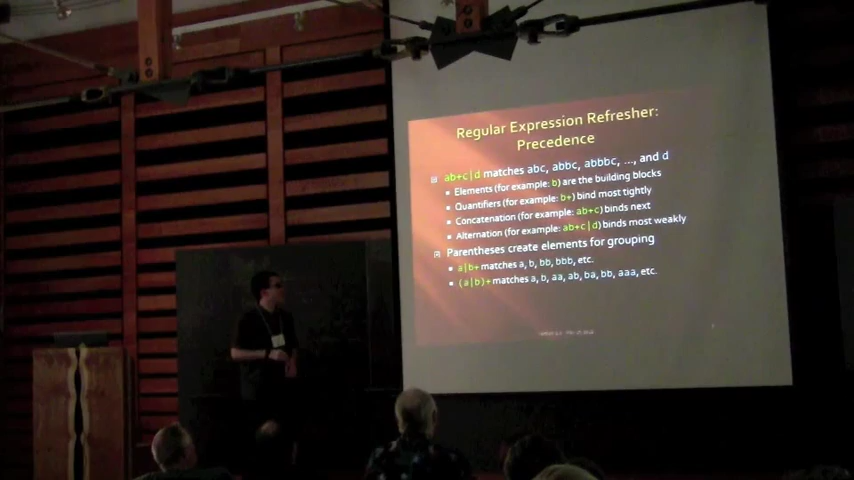 Regular Expression Refresher:
Precedence
ab+c|d matches abc, abbc, abbbc, ..., and d
Elements (for example: b) are the building blocks
Quantifiers (for example: b+) bind most tightly
Concatenation (for example: ab+c) binds next
Alternation (for example: ab+c|d) binds most weakly
Parentheses create elements for grouping
a|b+ matches a, b, bb, bbb, etc.
(a|b)+ matches a, b, aa, ab, ba, bb, aaa, etc.